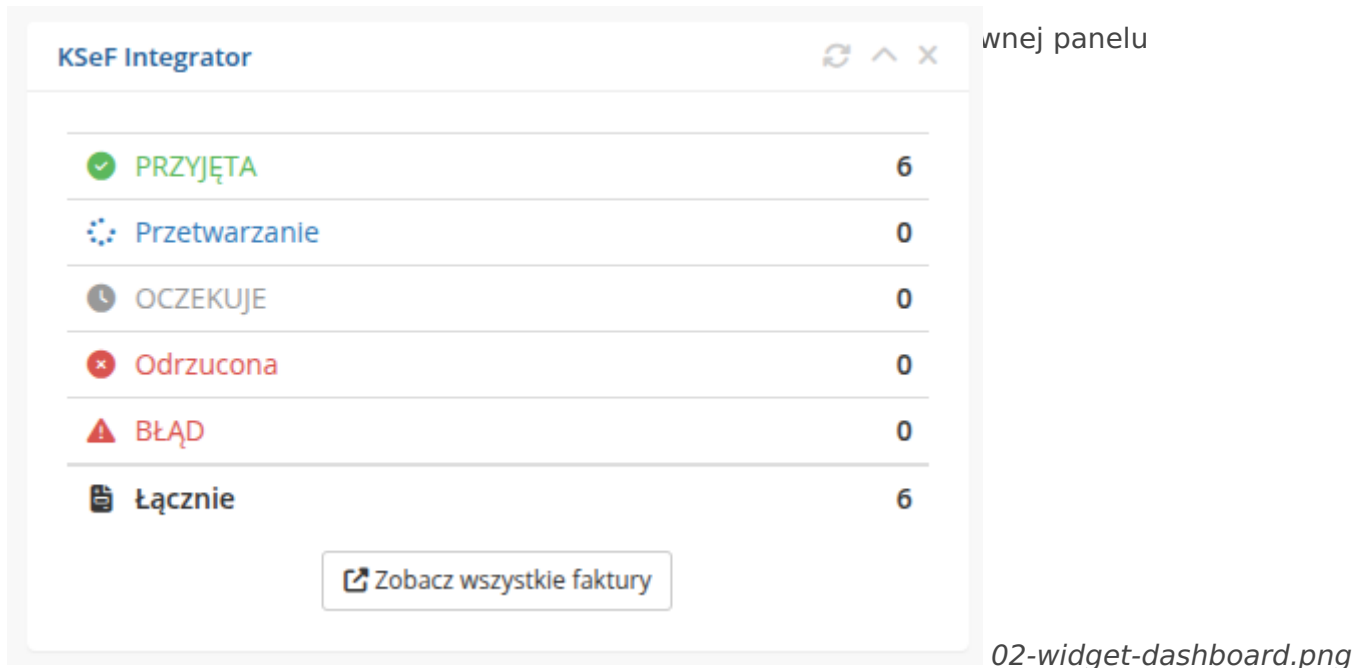 KSeF Integrator
wnej panelu
PRZYJĘTA 6
Przetwarzanie 0
OCZEKUJE 0
Odrzucona 0
BŁĄD 0
Łącznie 6
Zobacz wszystkie faktury
02-widget-dashboard.png